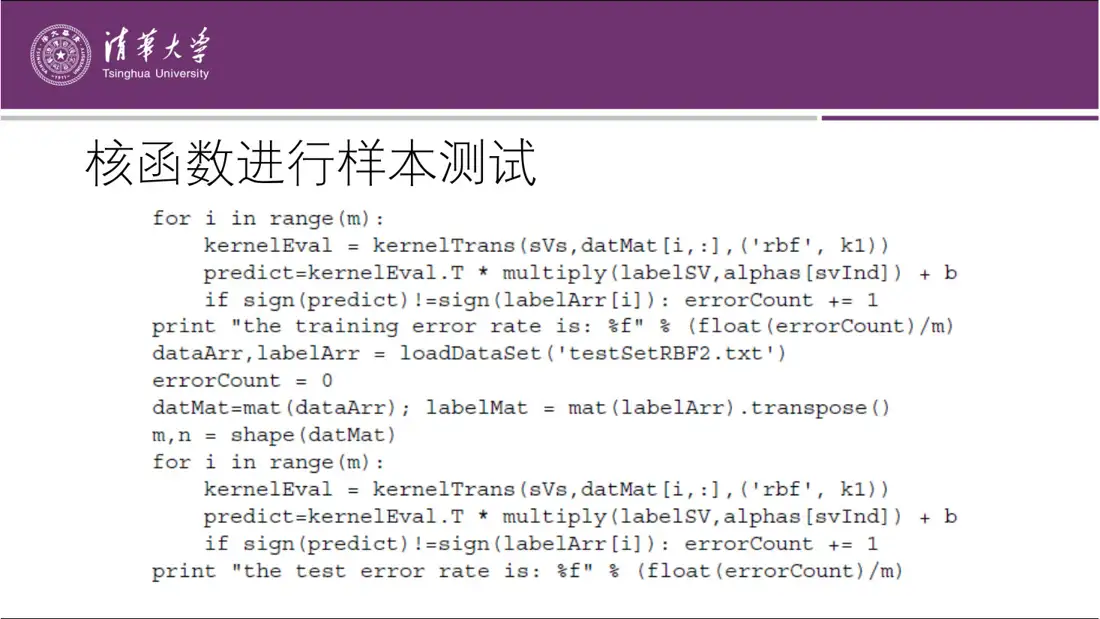 清华大学
Tsinghua University
核函数进行样本测试
for i in range(m):
    kernelEval = kernelTrans(sVs,datMat[i,:],('rbf', k1))
    predict=kernelEval.T * multiply(labelSV,alphas[svInd]) + b
    if sign(predict)!=sign(labelArr[i]): errorCount += 1
print "the training error rate is: %f" % (float(errorCount)/m)
dataArr,labelArr = loadDataSet('testSetRBF2.txt')
errorCount = 0
datMat=mat(dataArr); labelMat = mat(labelArr).transpose()
m,n = shape(datMat)
for i in range(m):
    kernelEval = kernelTrans(sVs,datMat[i,:],('rbf', k1))
    predict=kernelEval.T * multiply(labelSV,alphas[svInd]) + b
    if sign(predict)!=sign(labelArr[i]): errorCount += 1
print "the test error rate is: %f" % (float(errorCount)/m)